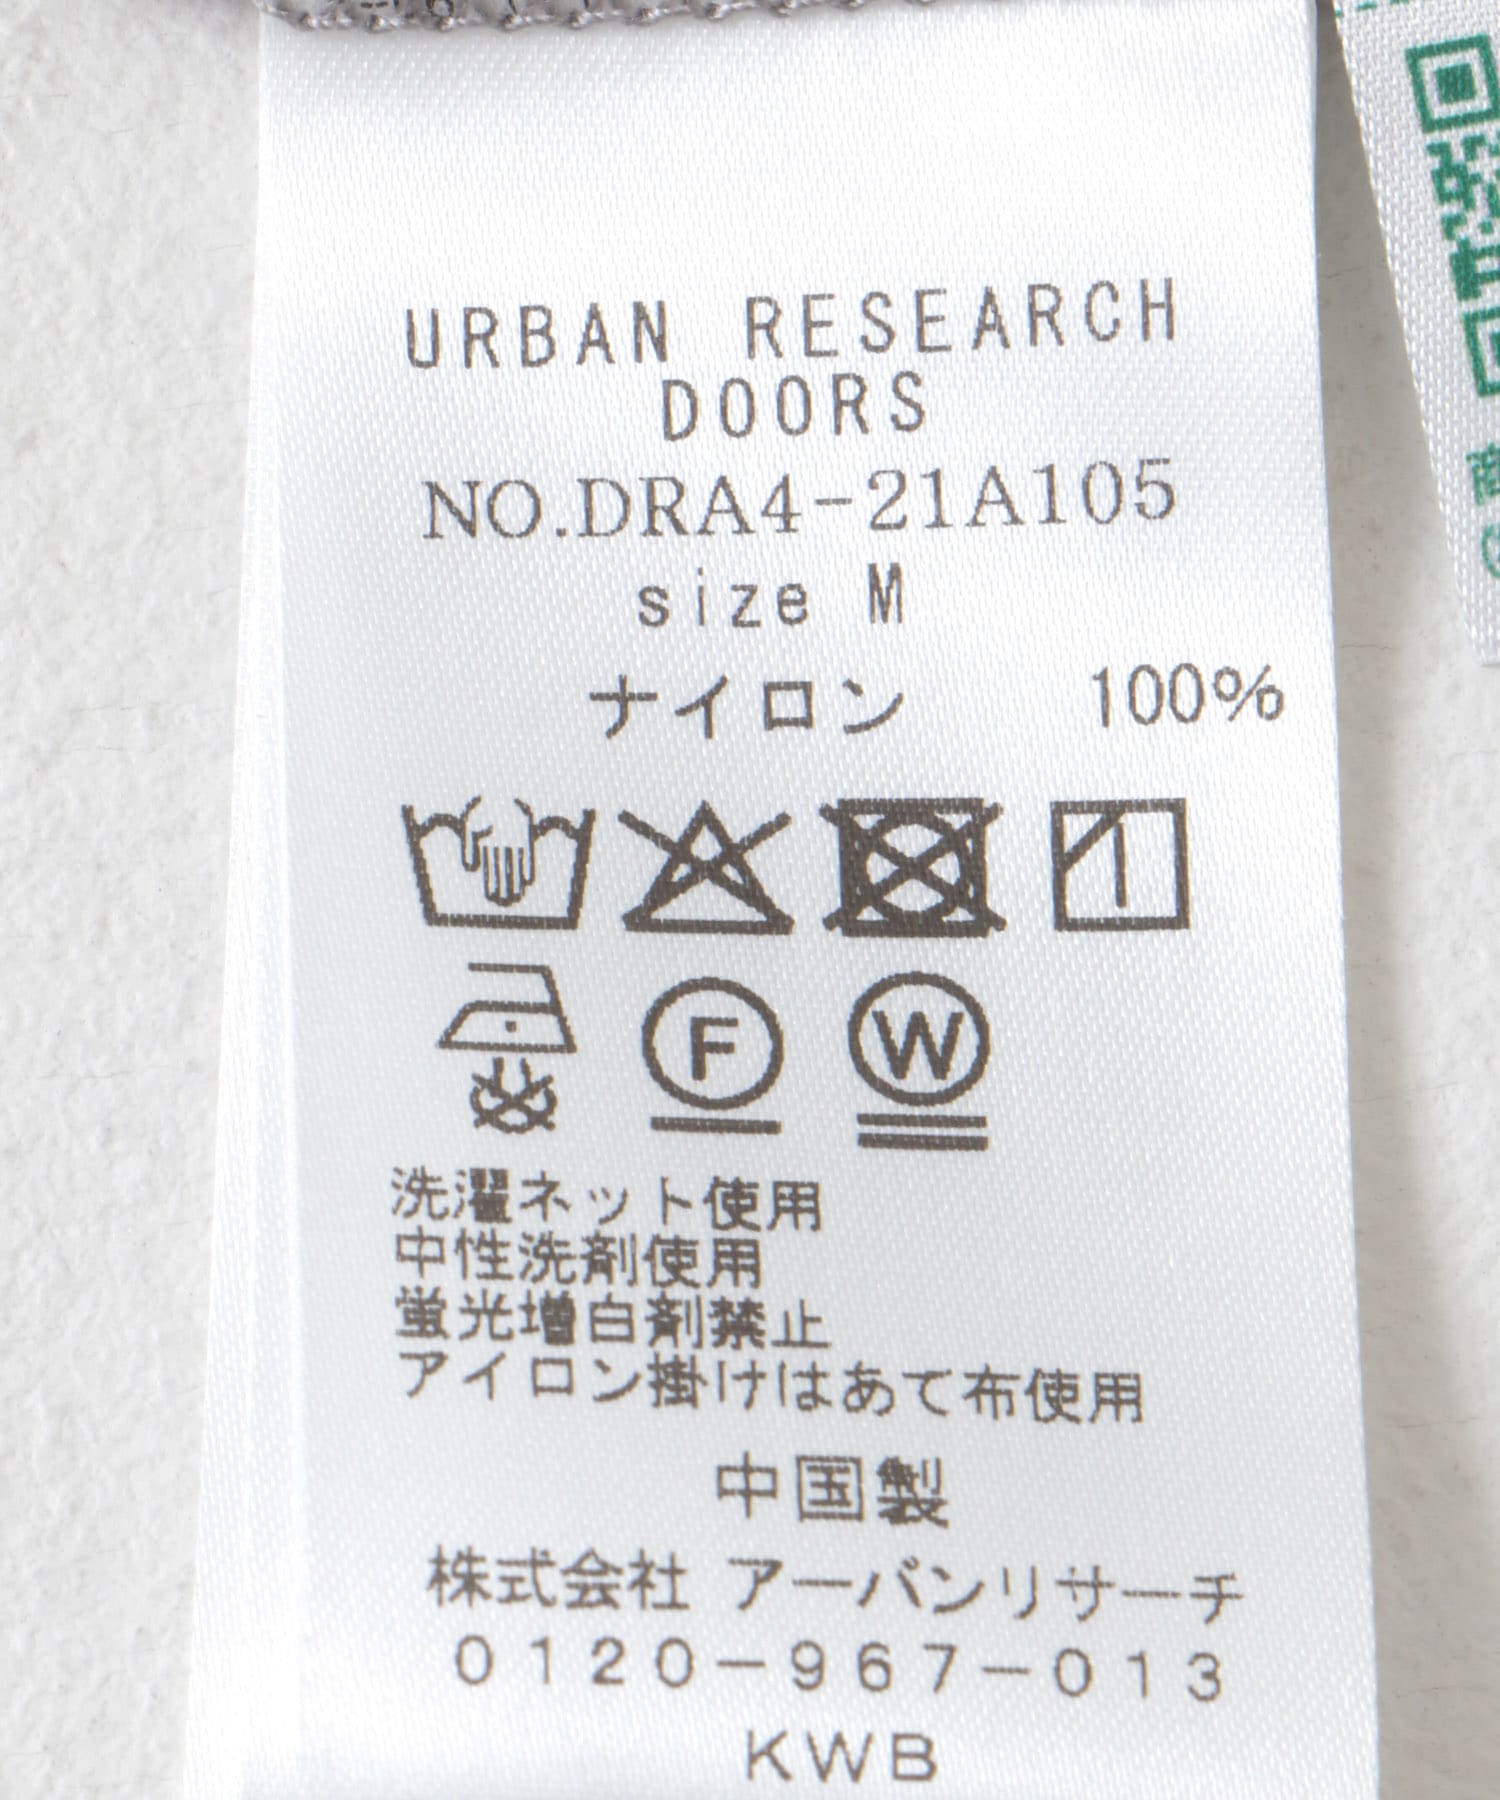 URBAN RESEARCH
DOORS
NO.DRA4-21A105
size M
ナイロン 100%
F W
洗濯ネット使用
中性洗剤使用
蛍光増白剤禁止
アイロン掛けはあて布使用
中国製
株式会社 アーバンリサーチ
0120-967-013
KWB